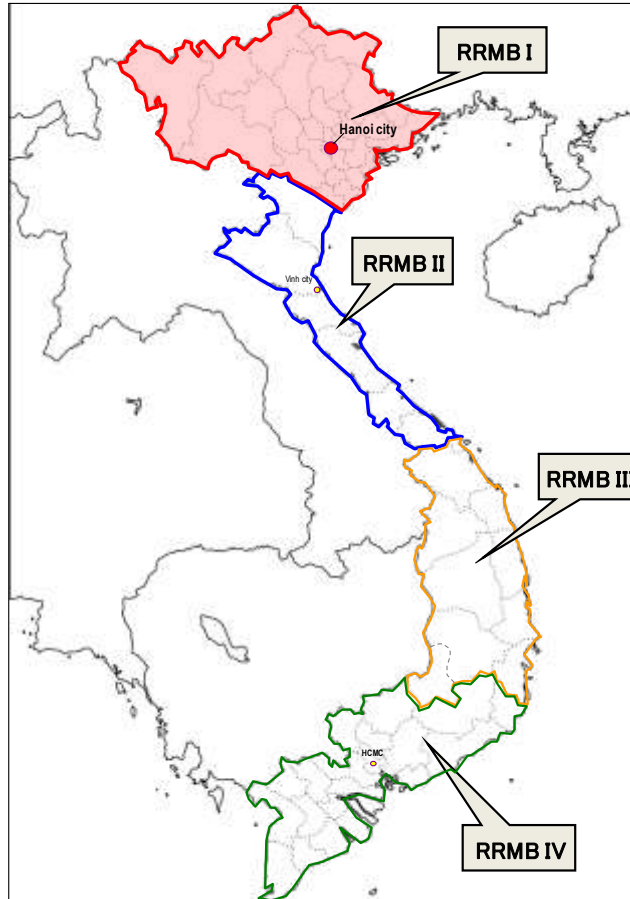 RRMB I
Hanoi city
RRMB II
Vinh city
RRMB III
HCMC
RRMB IV